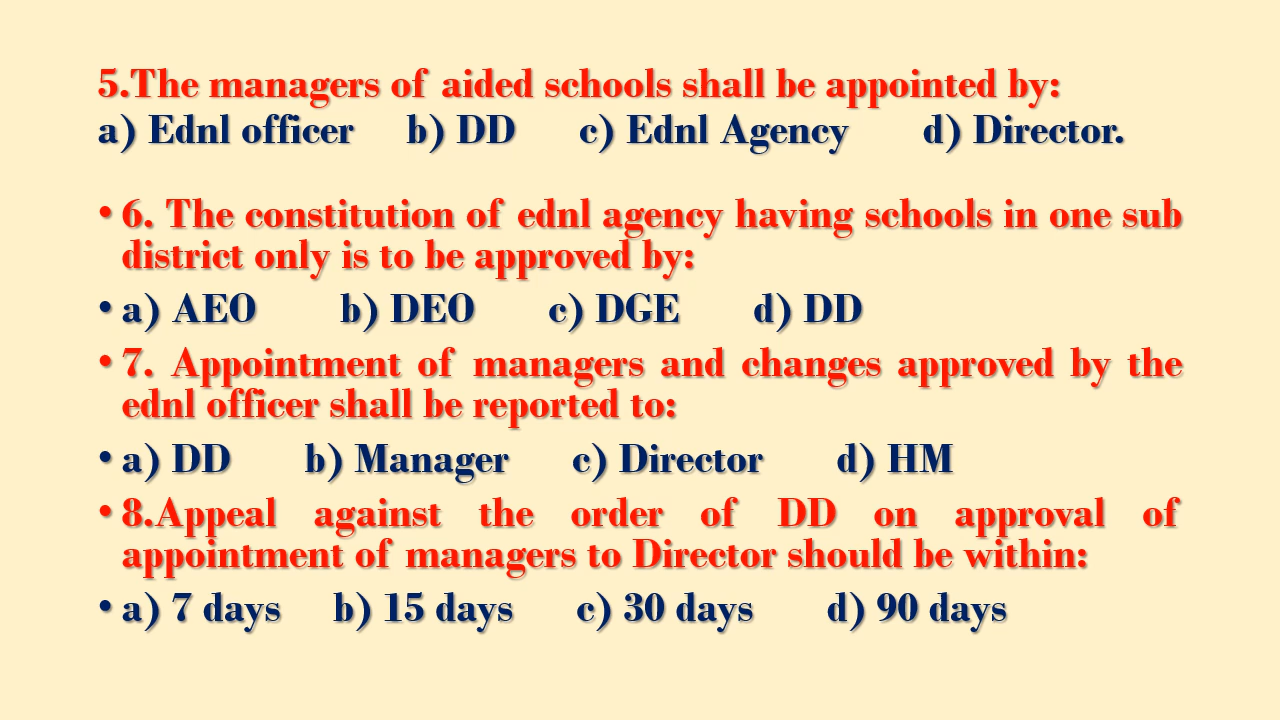 5.The managers of aided schools shall be appointed by:
a) Ednl officer b) DD c) Ednl Agency d) Director.
• 6. The constitution of ednl agency having schools in one sub
district only is to be approved by:
• a) AEO b) DEO c) DGE d) DD
• 7. Appointment of managers and changes approved by the
ednl officer shall be reported to:
• a) DD b) Manager c) Director d) HM
• 8.Appeal against the order of DD on approval of
appointment of managers to Director should be within:
• a) 7 days b) 15 days c) 30 days d) 90 days